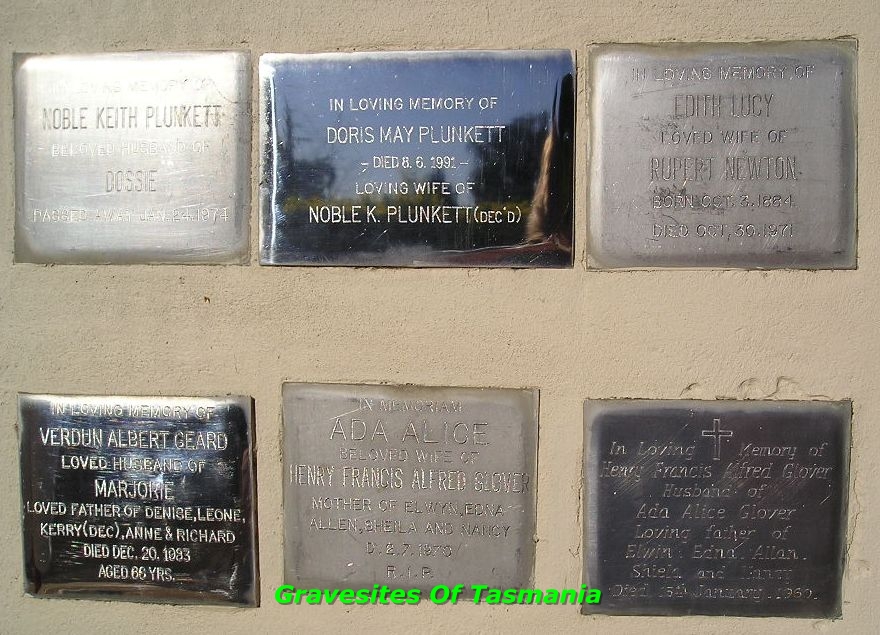 IN LOVING MEMORY OF
NOBLE KEITH PLUNKETT
BELOVED HUSBAND OF
DOSSIE
PASSED AWAY JAN. 24. 1974
IN LOVING MEMORY OF
DORIS MAY PLUNKETT
- DIED 8. 6. 1991 -
LOVING WIFE OF
NOBLE K. PLUNKETT (DEC'D)
IN LOVING MEMORY OF
EDITH LUCY
LOVED WIFE OF
RUPERT NEWTON
BORN OCT. 3. 1884
DIED OCT. 30. 1971
IN LOVING MEMORY OF
VERDUN ALBERT GEARD
LOVED HUSBAND OF
MARJORIE
LOVED FATHER OF DENISE, LEONE,
KERRY (DEC), ANNE & RICHARD
DIED DEC. 20. 1983
AGED 66 YRS.
IN MEMORIAM
ADA ALICE
BELOVED WIFE OF
HENRY FRANCIS ALFRED GLOVER
MOTHER OF ELWYN, EDNA
ALLEN, SHEILA AND NANCY
D. 2. 7. 1970
R. I. P.
In Loving Memory of
Henry Francis Alfred Glover
Husband of
Ada Alice Glover
Loving father of
Elwin Edna Allan
and
Died 15th January
Gravesites Of Tasmania